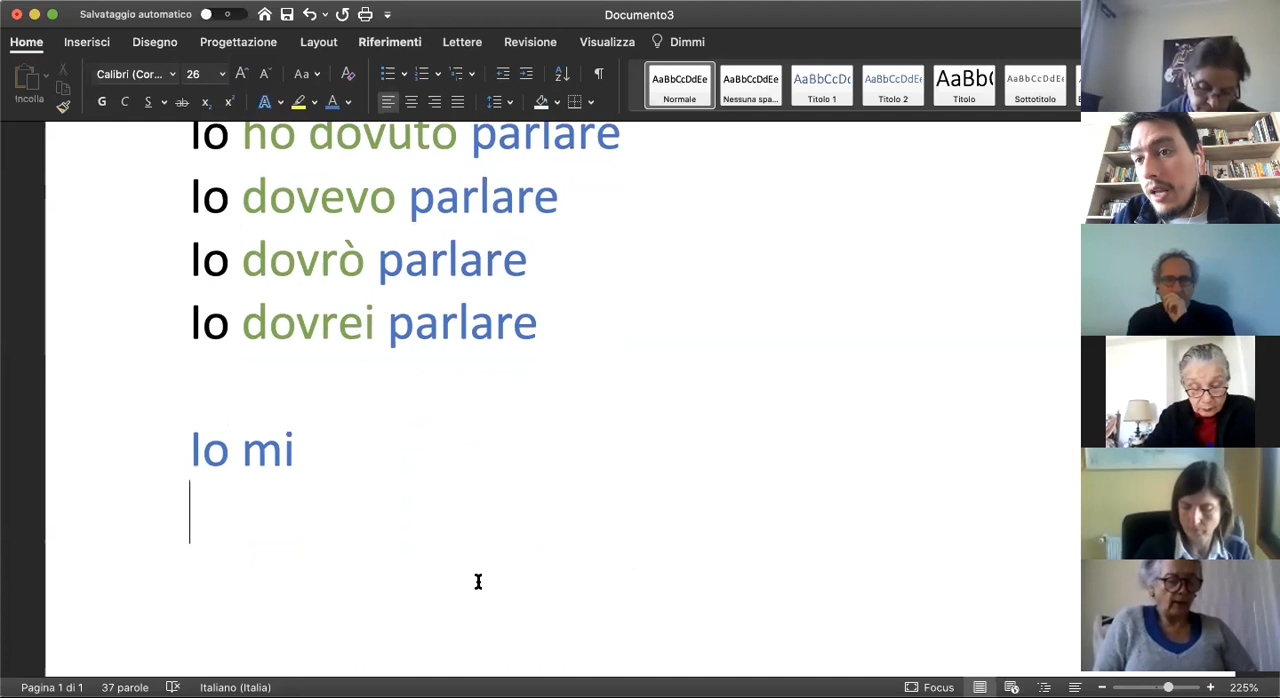 Salvataggio automatico
Documento3
Home Inserisci Disegno Progettazione Layout Riferimenti Lettere Revisione Visualizza Dimmi
Incolla
Calibri (Cor... 26
AaBbCcDdEe AaBbCcDdEe AaBbCcDc AaBbCcDdEe AaBb( AaBbCcDdEe
Normale Nessuna spa... Titolo 1 Titolo 2 Titolo Sottotitolo
G C S ab x₂ x² A A
Io ho dovuto parlare
Io dovevo parlare
Io dovrò parlare
Io dovrei parlare
Io mi
Pagina 1 di 1 37 parole Italiano (Italia) Focus 225%